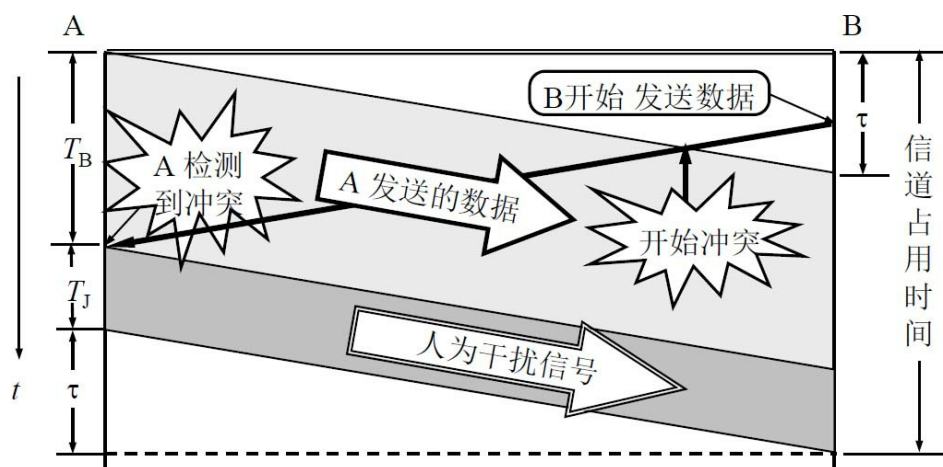 A
B
B开始 发送数据
τ
T_B
A 检测
到冲突
A 发送的数据
开始冲突
信道占用时间
T_J
人为干扰信号
t
τ